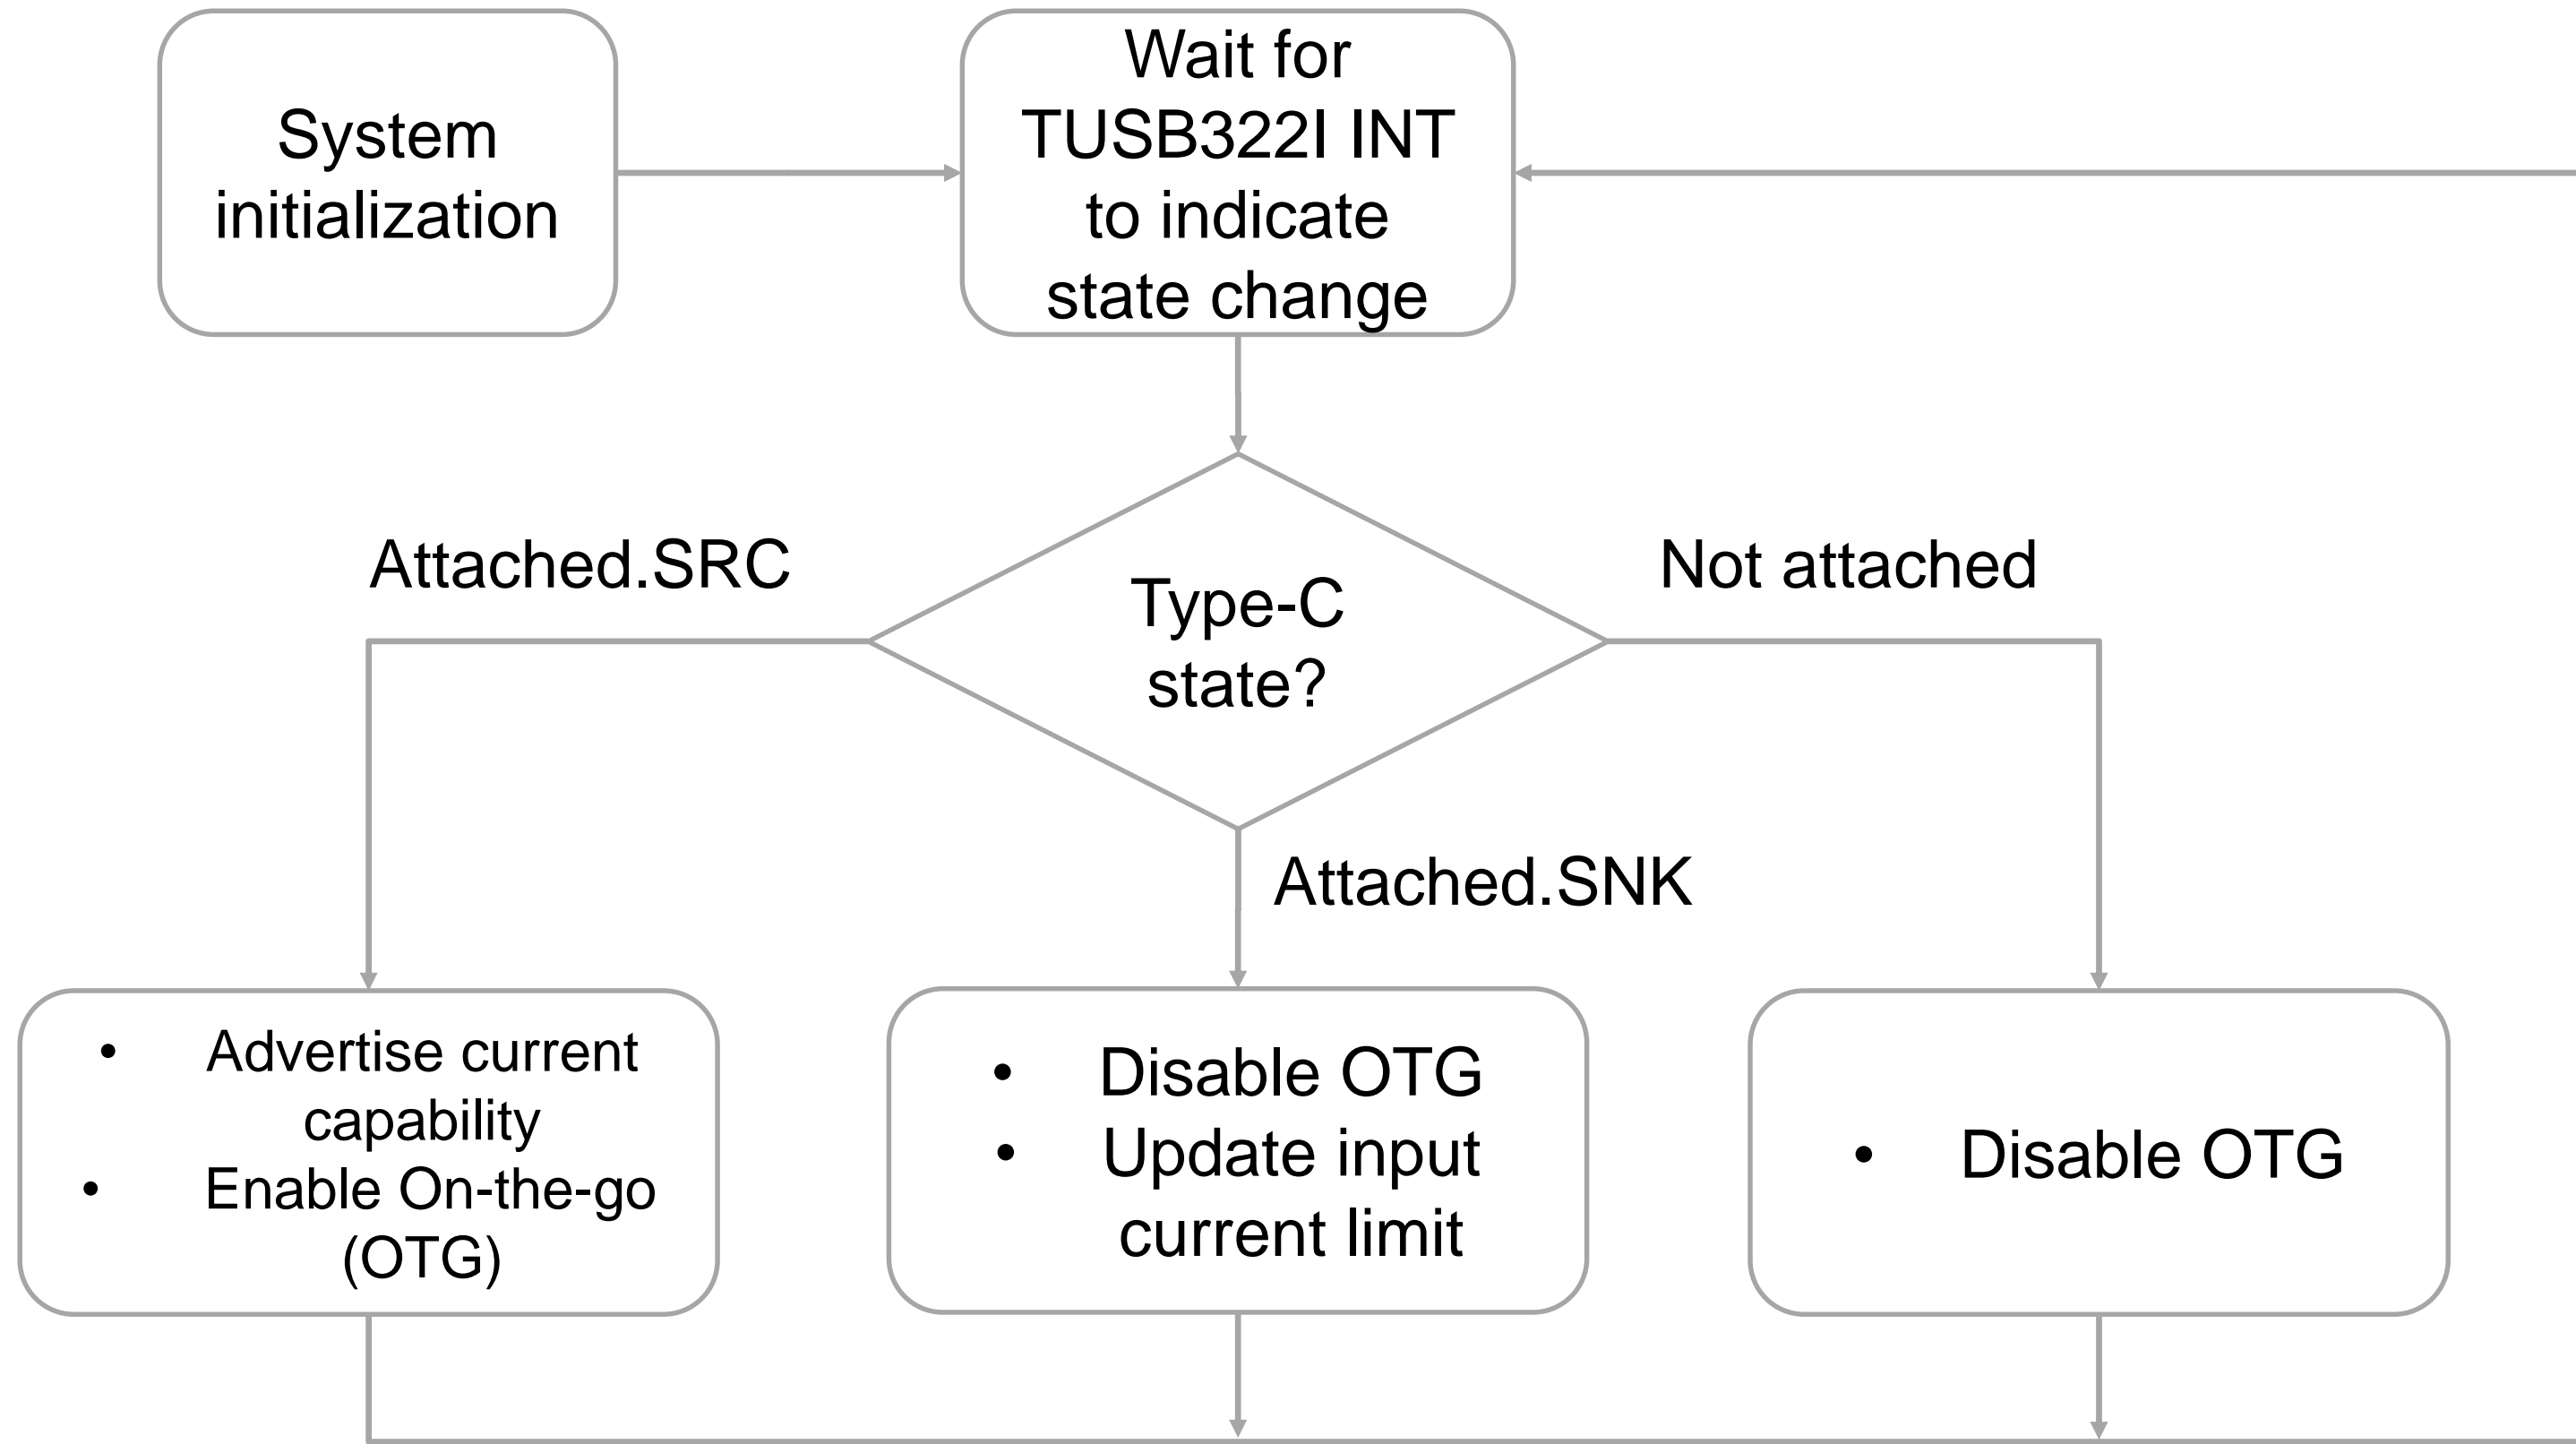 System
initialization
Wait for
TUSB322I INT
to indicate
state change
Attached.SRC
Type-C
state?
Not attached
Attached.SNK
• Advertise current
capability
• Enable On-the-go
(OTG)
• Disable OTG
• Update input
current limit
• Disable OTG